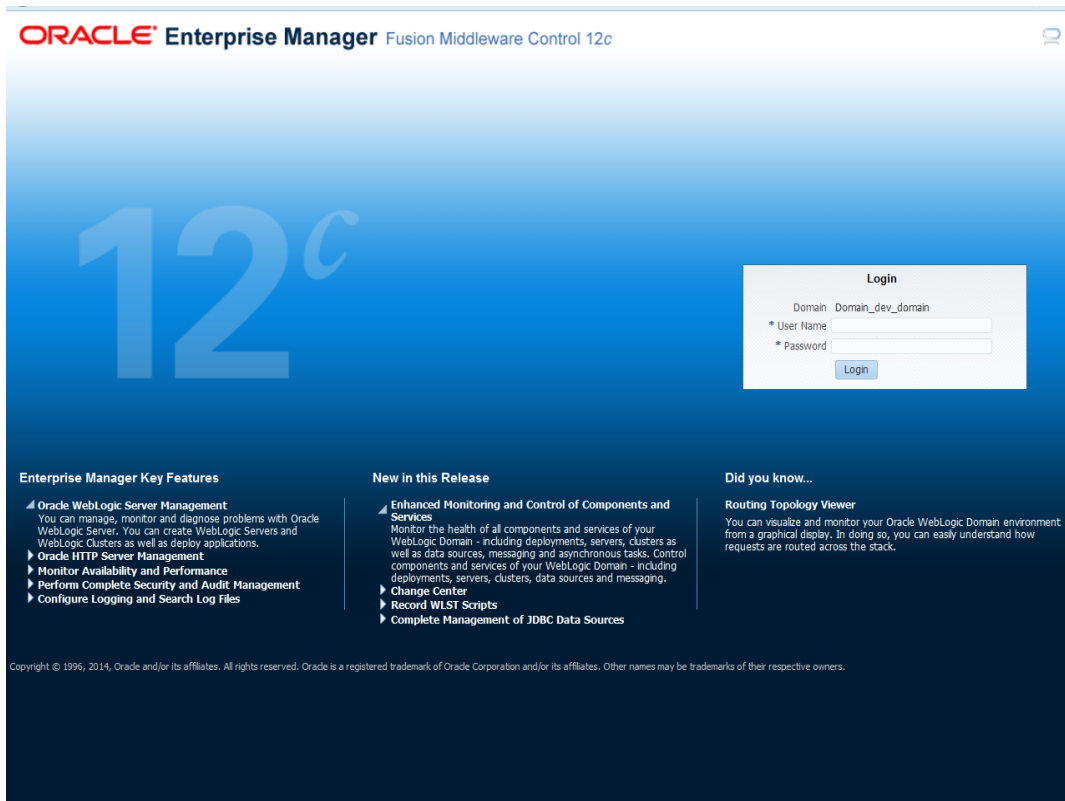 ORACLE Enterprise Manager Fusion Middleware Control 12c
12c
Login
Domain Domain_dev_domain
* User Name
* Password
Login
Enterprise Manager Key Features
Oracle WebLogic Server Management
You can manage, monitor and diagnose problems with Oracle
WebLogic Server. You can create WebLogic Servers and
WebLogic Clusters as well as deploy applications.
Oracle HTTP Server Management
Monitor Availability and Performance
Perform Complete Security and Audit Management
Configure Logging and Search Log Files
New in this Release
Enhanced Monitoring and Control of Components and
Services
Monitor the health of all components and services of your
WebLogic Domain - including deployments, servers, clusters as
well as data sources, messaging and asynchronous tasks. Control
components and services of your WebLogic Domain - including
deployments, servers, clusters, data sources and messaging.
Change Center
Record WLST Scripts
Complete Management of JDBC Data Sources
Did you know...
Routing Topology Viewer
You can visualize and monitor your Oracle WebLogic Domain environment
from a graphical display. In doing so, you can easily understand how
requests are routed across the stack.
Copyright © 1996, 2014, Oracle and/or its affiliates. All rights reserved. Oracle is a registered trademark of Oracle Corporation and/or its affiliates. Other names may be trademarks of their respective owners.